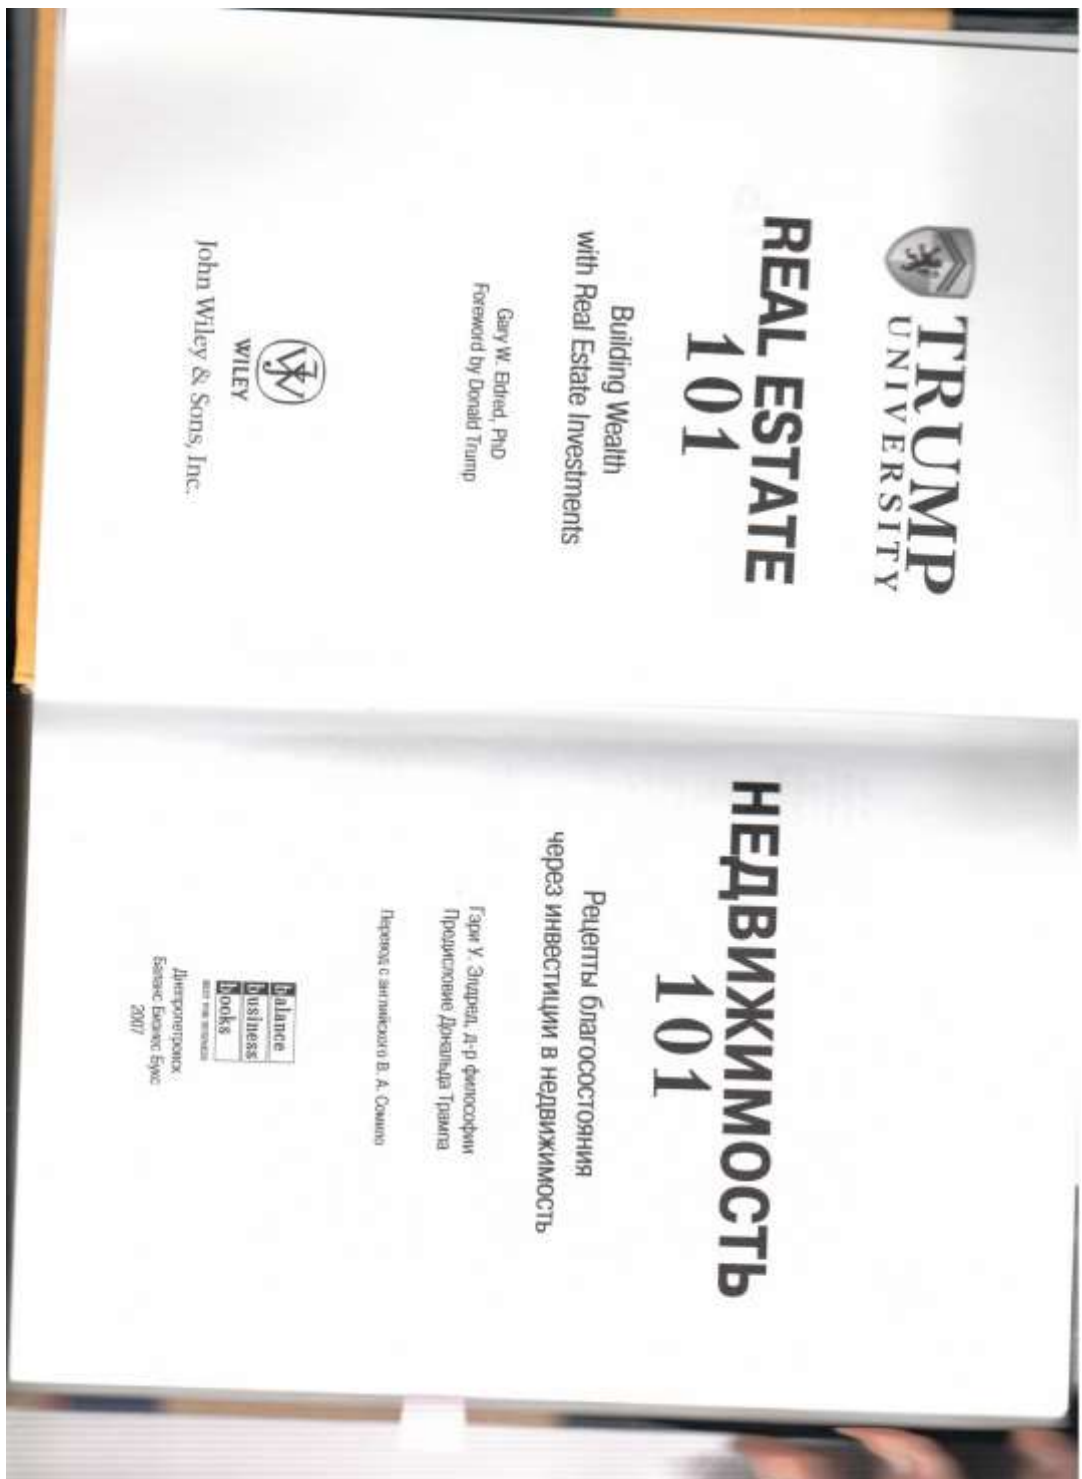 TRUMP
UNIVERSITY
REAL ESTATE
101
Building Wealth
with Real Estate Investments
Gary W. Eldred, PhD
Foreword by Donald Trump
WILEY
John Wiley & Sons, Inc.
НЕДВИЖИМОСТЬ
101
Рецепты благосостояния
через инвестиции в недвижимость
Гэри У. Элдред, д-р философии
Предисловие Дональда Трампа
Перевод с английского В. А. Сомило
balance
business
books
Днепропетровск
Баланс Бизнес Букс
2007